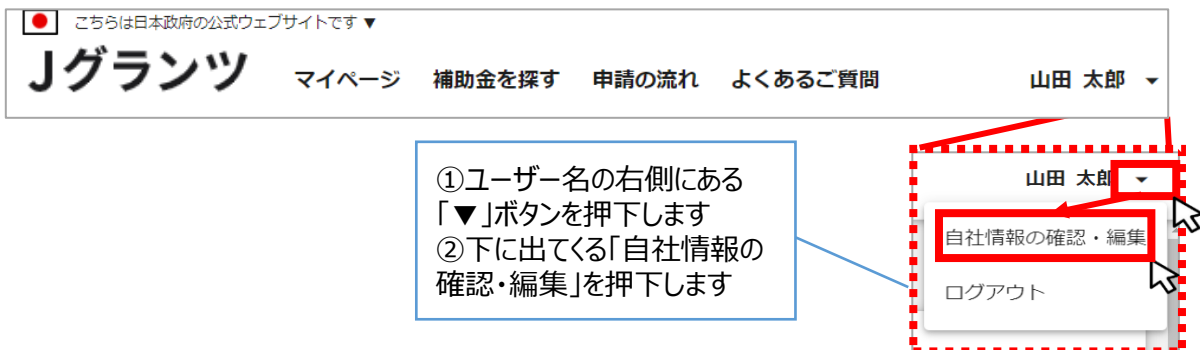 こちらは日本政府の公式ウェブサイトです ▼
Jグランツ マイページ 補助金を探す 申請の流れ よくあるご質問 山田 太郎 ▼
①ユーザー名の右側にある
「▼」ボタンを押下します
②下に出てくる「自社情報の
確認・編集」を押下します
山田 太郎 ▼
自社情報の確認・編集
ログアウト